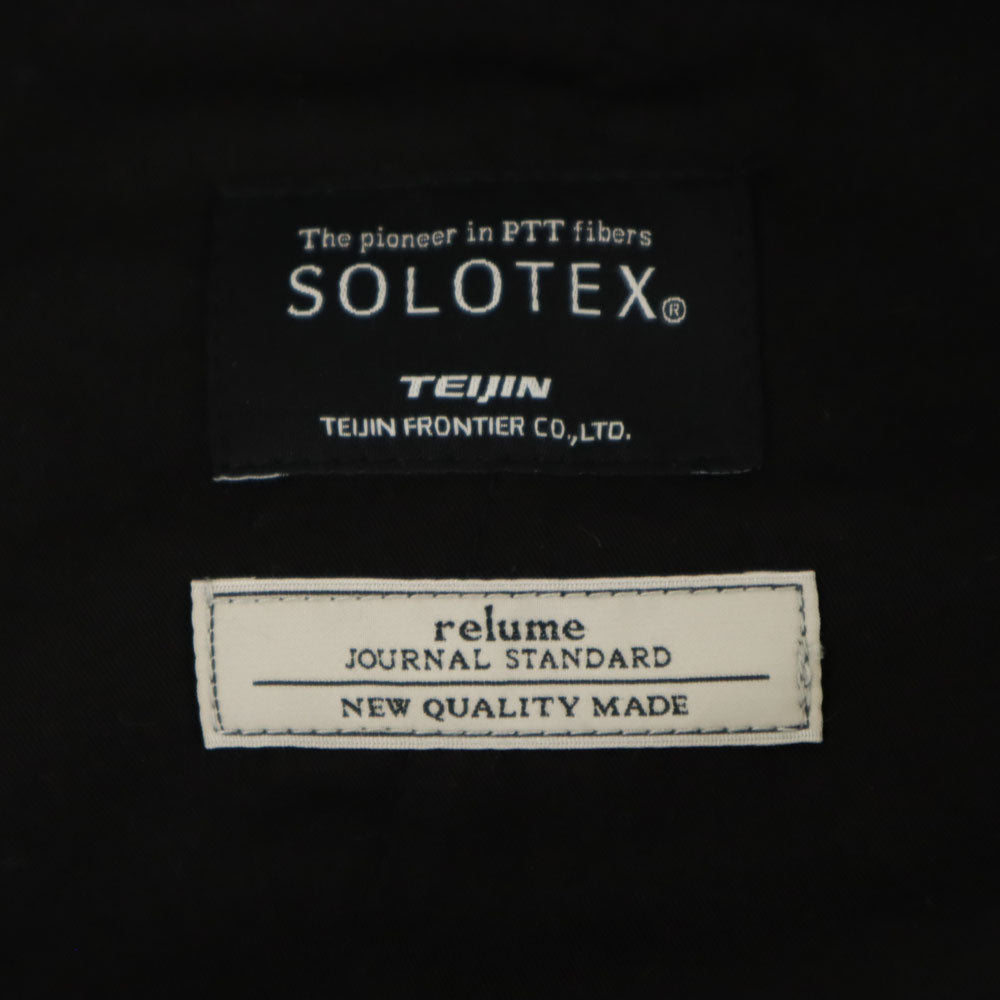 The pioneer in PTT fibers
SOLOTEX®
TEIJIN
TEIJIN FRONTIER CO.,LTD.
relume
JOURNAL STANDARD
NEW QUALITY MADE